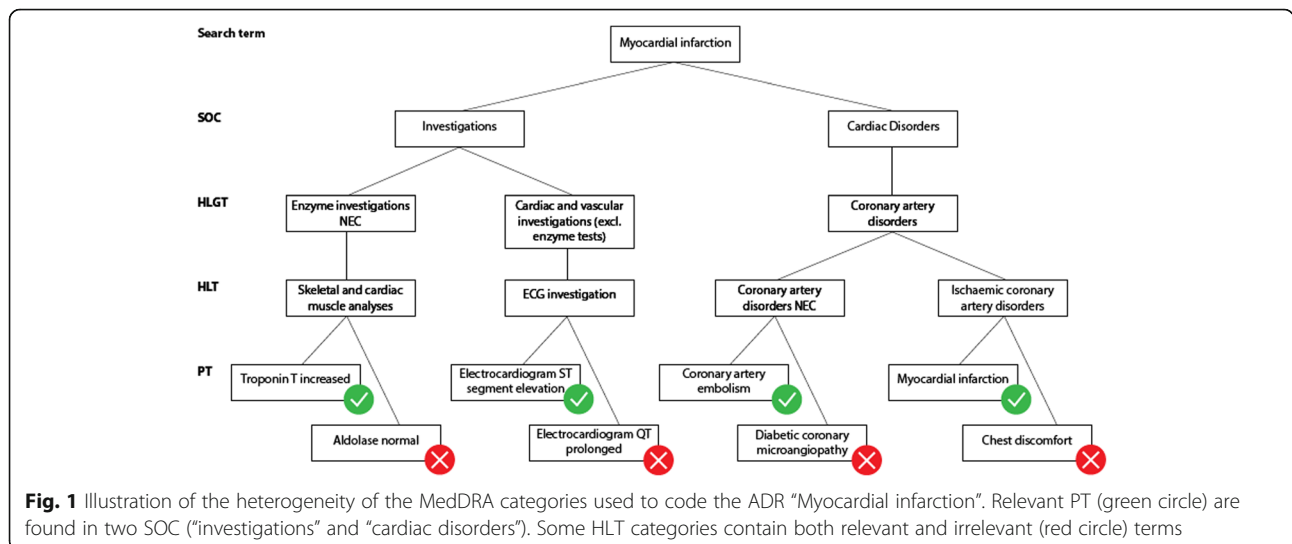 Search term
Myocardial infarction
SOC
Investigations
Cardiac Disorders
HLGT
Enzyme investigations
NEC
Cardiac and vascular
investigations (excl.
enzyme tests)
Coronary artery
disorders
HLT
Skeletal and cardiac
muscle analyses
ECG investigation
Coronary artery
disorders NEC
Ischaemic coronary
artery disorders
PT
Troponin T increased
Electrocardiogram ST
segment elevation
Coronary artery
embolism
Myocardial infarction
Aldolase normal
Electrocardiogram QT
prolonged
Diabetic coronary
microangiopathy
Chest discomfort
Fig. 1 Illustration of the heterogeneity of the MedDRA categories used to code the ADR “Myocardial infarction”. Relevant PT (green circle) are
found in two SOC (“investigations” and “cardiac disorders”). Some HLT categories contain both relevant and irrelevant (red circle) terms